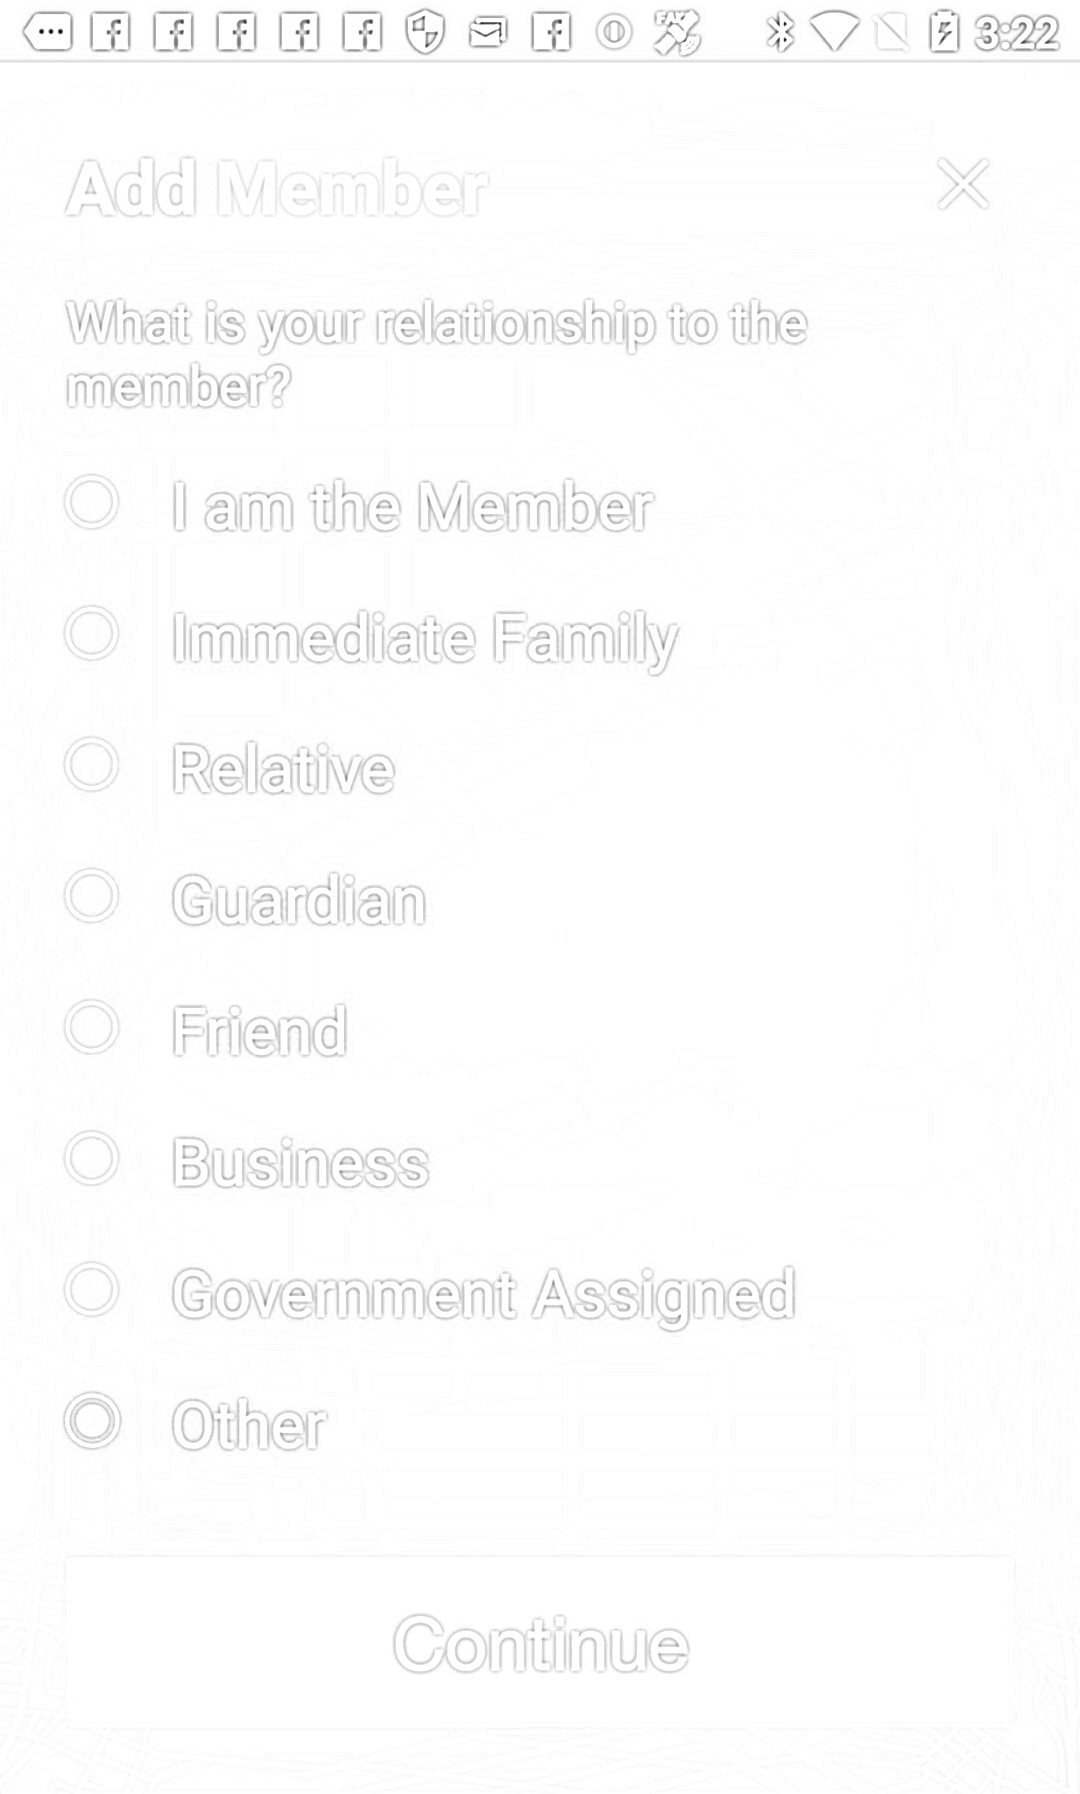 3:22
Add Member
What is your relationship to the
member?
I am the Member
Immediate Family
Relative
Guardian
Friend
Business
Government Assigned
Other
Continue